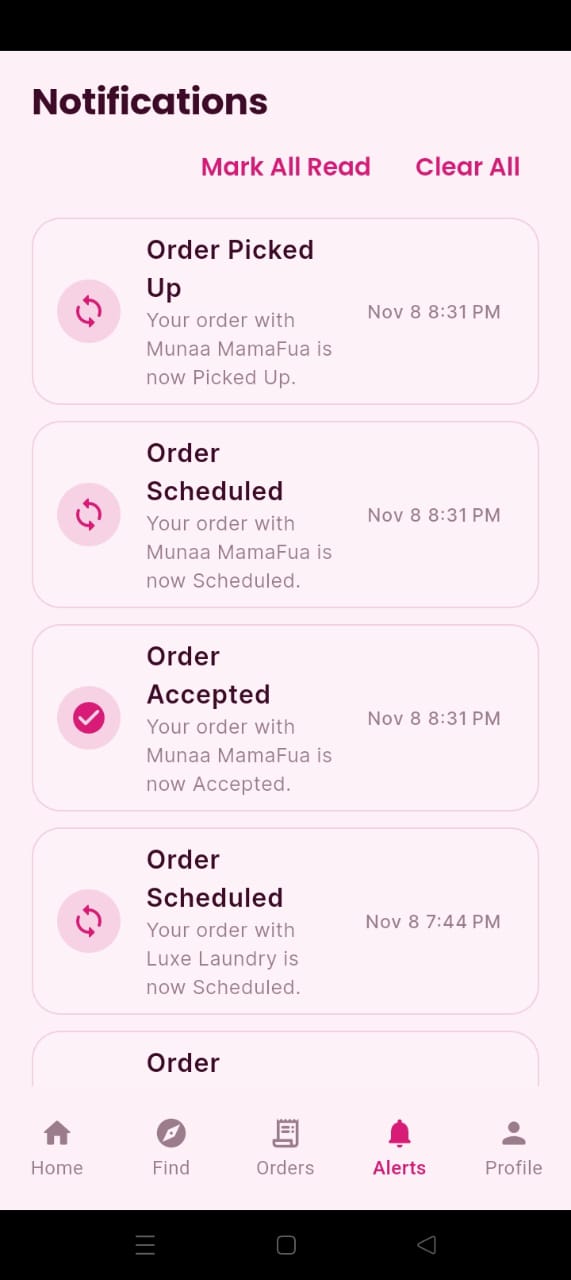 Notifications
Mark All Read Clear All
Order Picked
Up
Your order with
Munaa MamaFua is
now Picked Up.
Nov 8 8:31 PM
Order
Scheduled
Your order with
Munaa MamaFua is
now Scheduled.
Nov 8 8:31 PM
Order
Accepted
Your order with
Munaa MamaFua is
now Accepted.
Nov 8 8:31 PM
Order
Scheduled
Your order with
Luxe Laundry is
now Scheduled.
Nov 8 7:44 PM
Order
Home Find Orders Alerts Profile